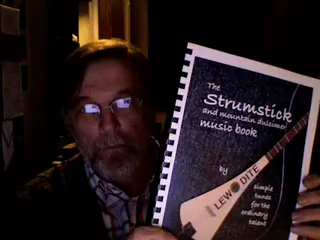 The
Strumstick
and mountain dulcimer
music book
by
LEW DITE
simple
tunes
for the
ordinary
talent